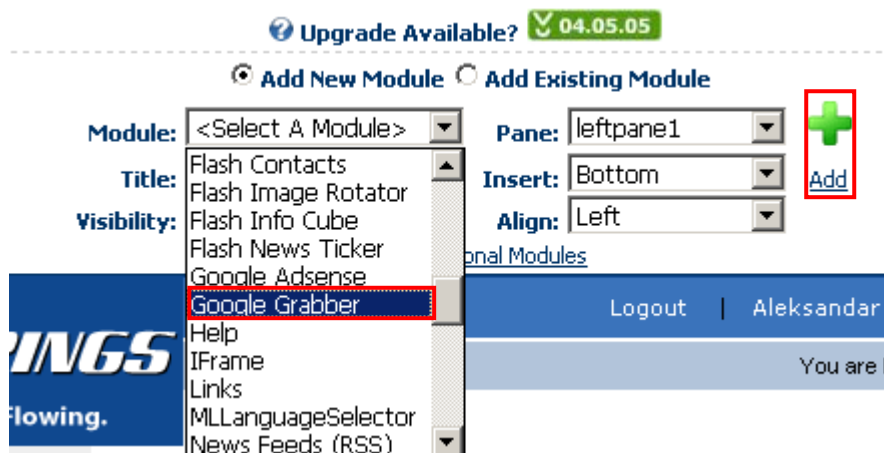 Upgrade Available? 04.05.05
Add New Module Add Existing Module
Module: <Select A Module> Pane: leftpane1
Title: Insert: Bottom Add
Visibility: Align: Left
Flash Contacts
Flash Image Rotator
Flash Info Cube
Flash News Ticker
Google Adsense
Google Grabber
Help
IFrame
Links
MLLanguageSelector
News Feeds (RSS)
onal Modules
Logout | Aleksandar
INGS
You are
Flowing.